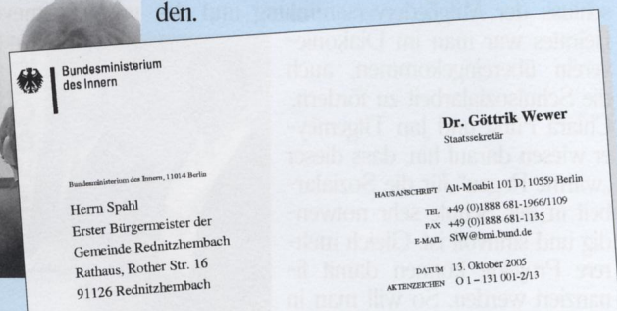 den.
Bundesministerium
des Innern
Bundesministerium des Innern, 11014 Berlin
Herrn Spahl
Erster Bürgermeister der
Gemeinde Rednitzhembach
Rathaus, Rother Str. 16
91126 Rednitzhembach
Dr. Göttrik Wewer
Staatssekretär
HAUSANSCHRIFT Alt-Moabit 101 D, 10559 Berlin
TEL +49 (0)1888 681-1966/1109
FAX +49 (0)1888 681-1135
E-MAIL StW@bmi.bund.de
DATUM 13. Oktober 2005
AKTENZEICHEN O 1 – 131 001-2/13